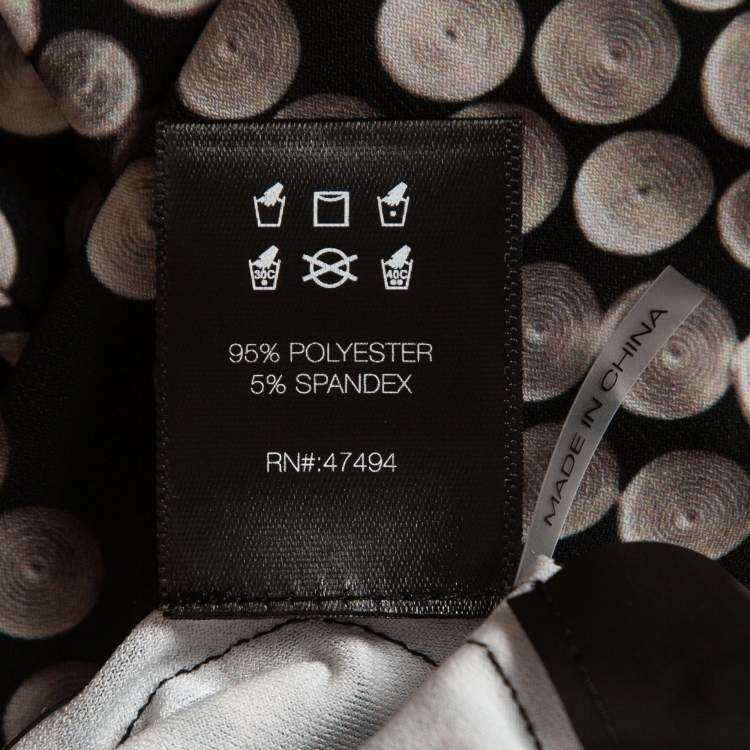 30C 40C
95% POLYESTER
5% SPANDEX
RN#:47494
MADE IN CHINA